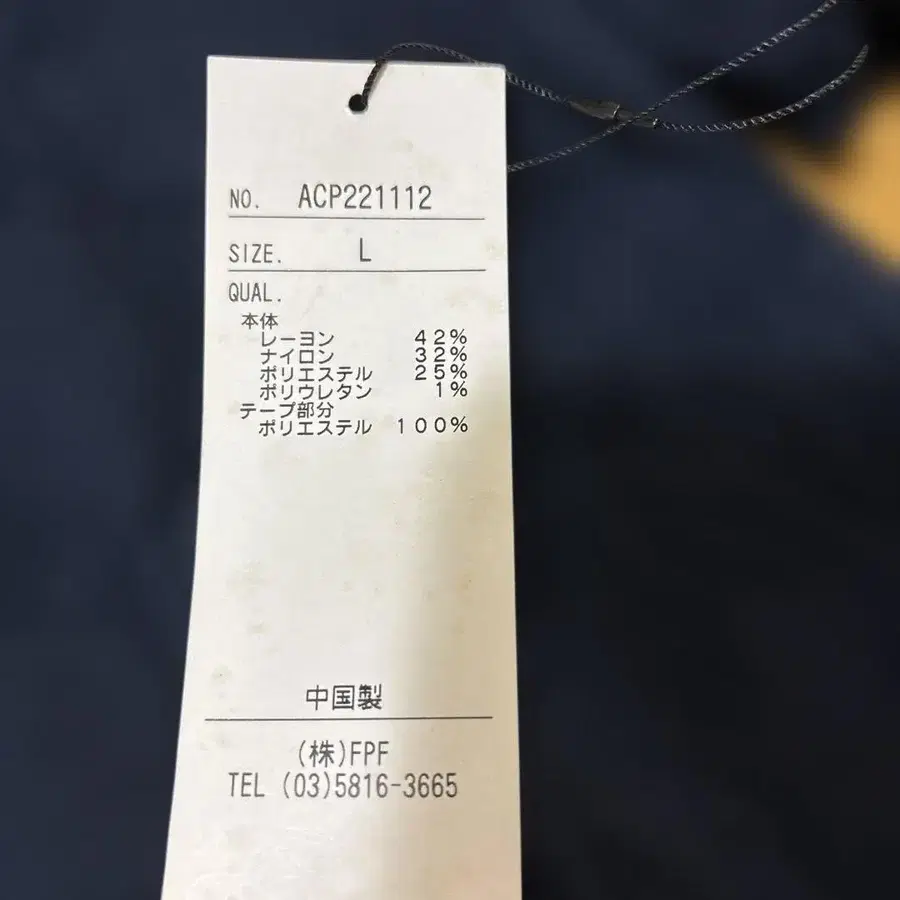 NO. ACP221112
SIZE. L
QUAL.
本体
レーヨン 42%
ナイロン 32%
ポリエステル 25%
ポリウレタン 1%
テープ部分
ポリエステル 100%
中国製
(株)FPF
TEL (03)5816-3665